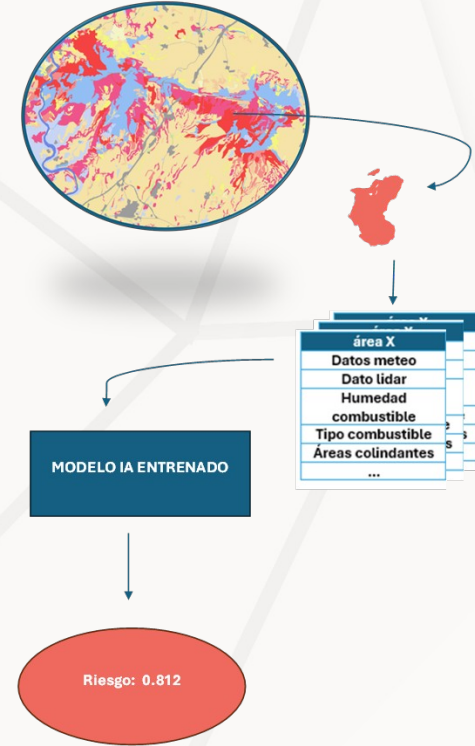 área X
Datos meteo
Dato lidar
Humedad
combustible
Tipo combustible
Áreas colindantes
...
MODELO IA ENTRENADO
Riesgo: 0.812